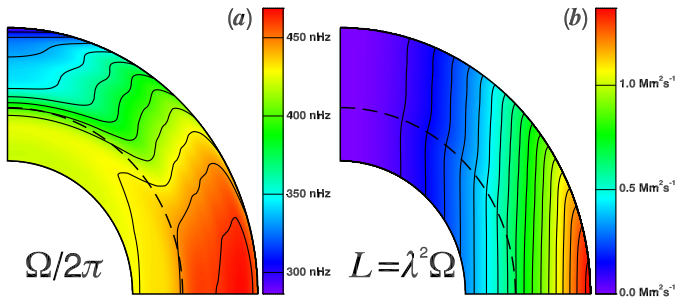 (a)
450 nHz
400 nHz
350 nHz
300 nHz
Ω/2π
(b)
1.0 Mm²s⁻¹
0.5 Mm²s⁻¹
0.0 Mm²s⁻¹
L=λ²Ω